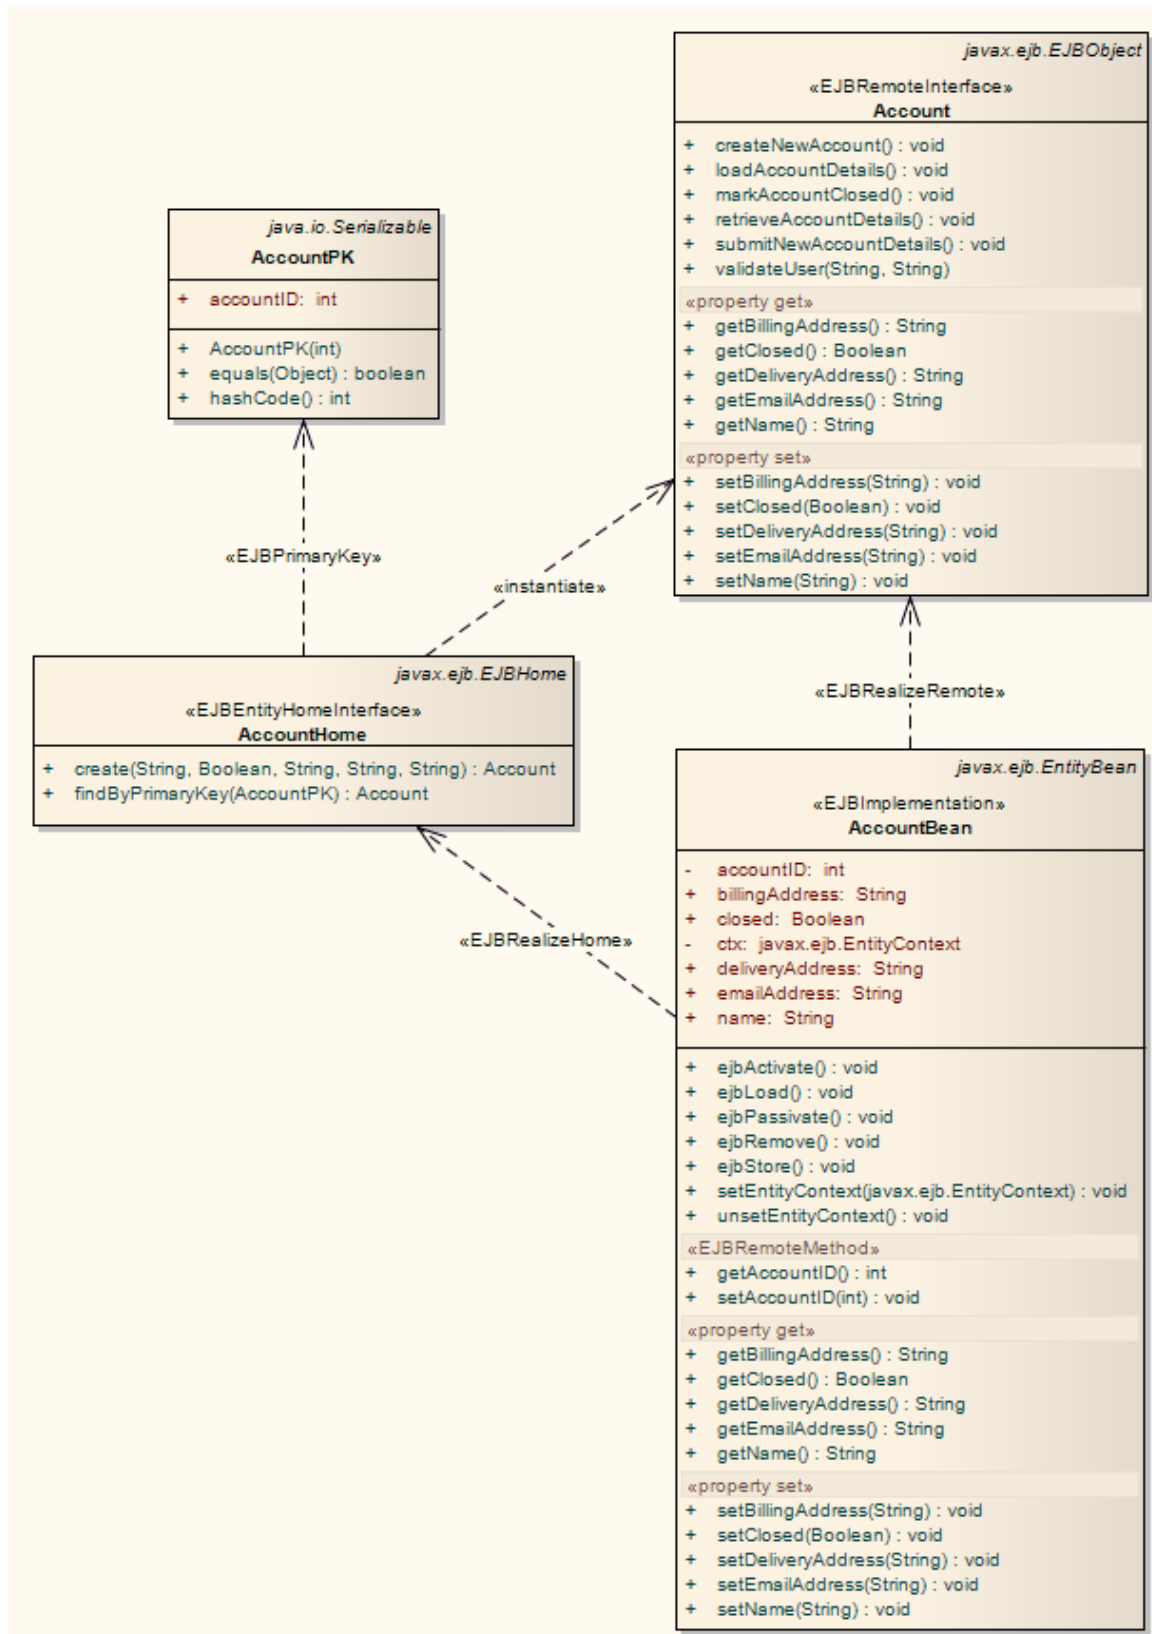 javax.ejb.EJBObject
«EJBRemoteInterface»
Account
+ createNewAccount() : void
+ loadAccountDetails() : void
+ markAccountClosed() : void
+ retrieveAccountDetails() : void
+ submitNewAccountDetails() : void
+ validateUser(String, String)
«property get»
+ getBillingAddress() : String
+ getClosed() : Boolean
+ getDeliveryAddress() : String
+ getEmailAddress() : String
+ getName() : String
«property set»
+ setBillingAddress(String) : void
+ setClosed(Boolean) : void
+ setDeliveryAddress(String) : void
+ setEmailAddress(String) : void
+ setName(String) : void
java.io.Serializable
AccountPK
+ accountID: int
+ AccountPK(int)
+ equals(Object) : boolean
+ hashCode() : int
«EJBPrimaryKey»
«instantiate»
javax.ejb.EJBHome
«EJBEntityHomeInterface»
AccountHome
+ create(String, Boolean, String, String, String) : Account
+ findByPrimaryKey(AccountPK) : Account
«EJBRealizeRemote»
«EJBRealizeHome»
javax.ejb.EntityBean
«EJBImplementation»
AccountBean
- accountID: int
+ billingAddress: String
+ closed: Boolean
- ctx: javax.ejb.EntityContext
+ deliveryAddress: String
+ emailAddress: String
+ name: String
+ ejbActivate() : void
+ ejbLoad() : void
+ ejbPassivate() : void
+ ejbRemove() : void
+ ejbStore() : void
+ setEntityContext(javax.ejb.EntityContext) : void
+ unsetEntityContext() : void
«EJBRemoteMethod»
+ getAccountID() : int
+ setAccountID(int) : void
«property get»
+ getBillingAddress() : String
+ getClosed() : Boolean
+ getDeliveryAddress() : String
+ getEmailAddress() : String
+ getName() : String
«property set»
+ setBillingAddress(String) : void
+ setClosed(Boolean) : void
+ setDeliveryAddress(String) : void
+ setEmailAddress(String) : void
+ setName(String) : void